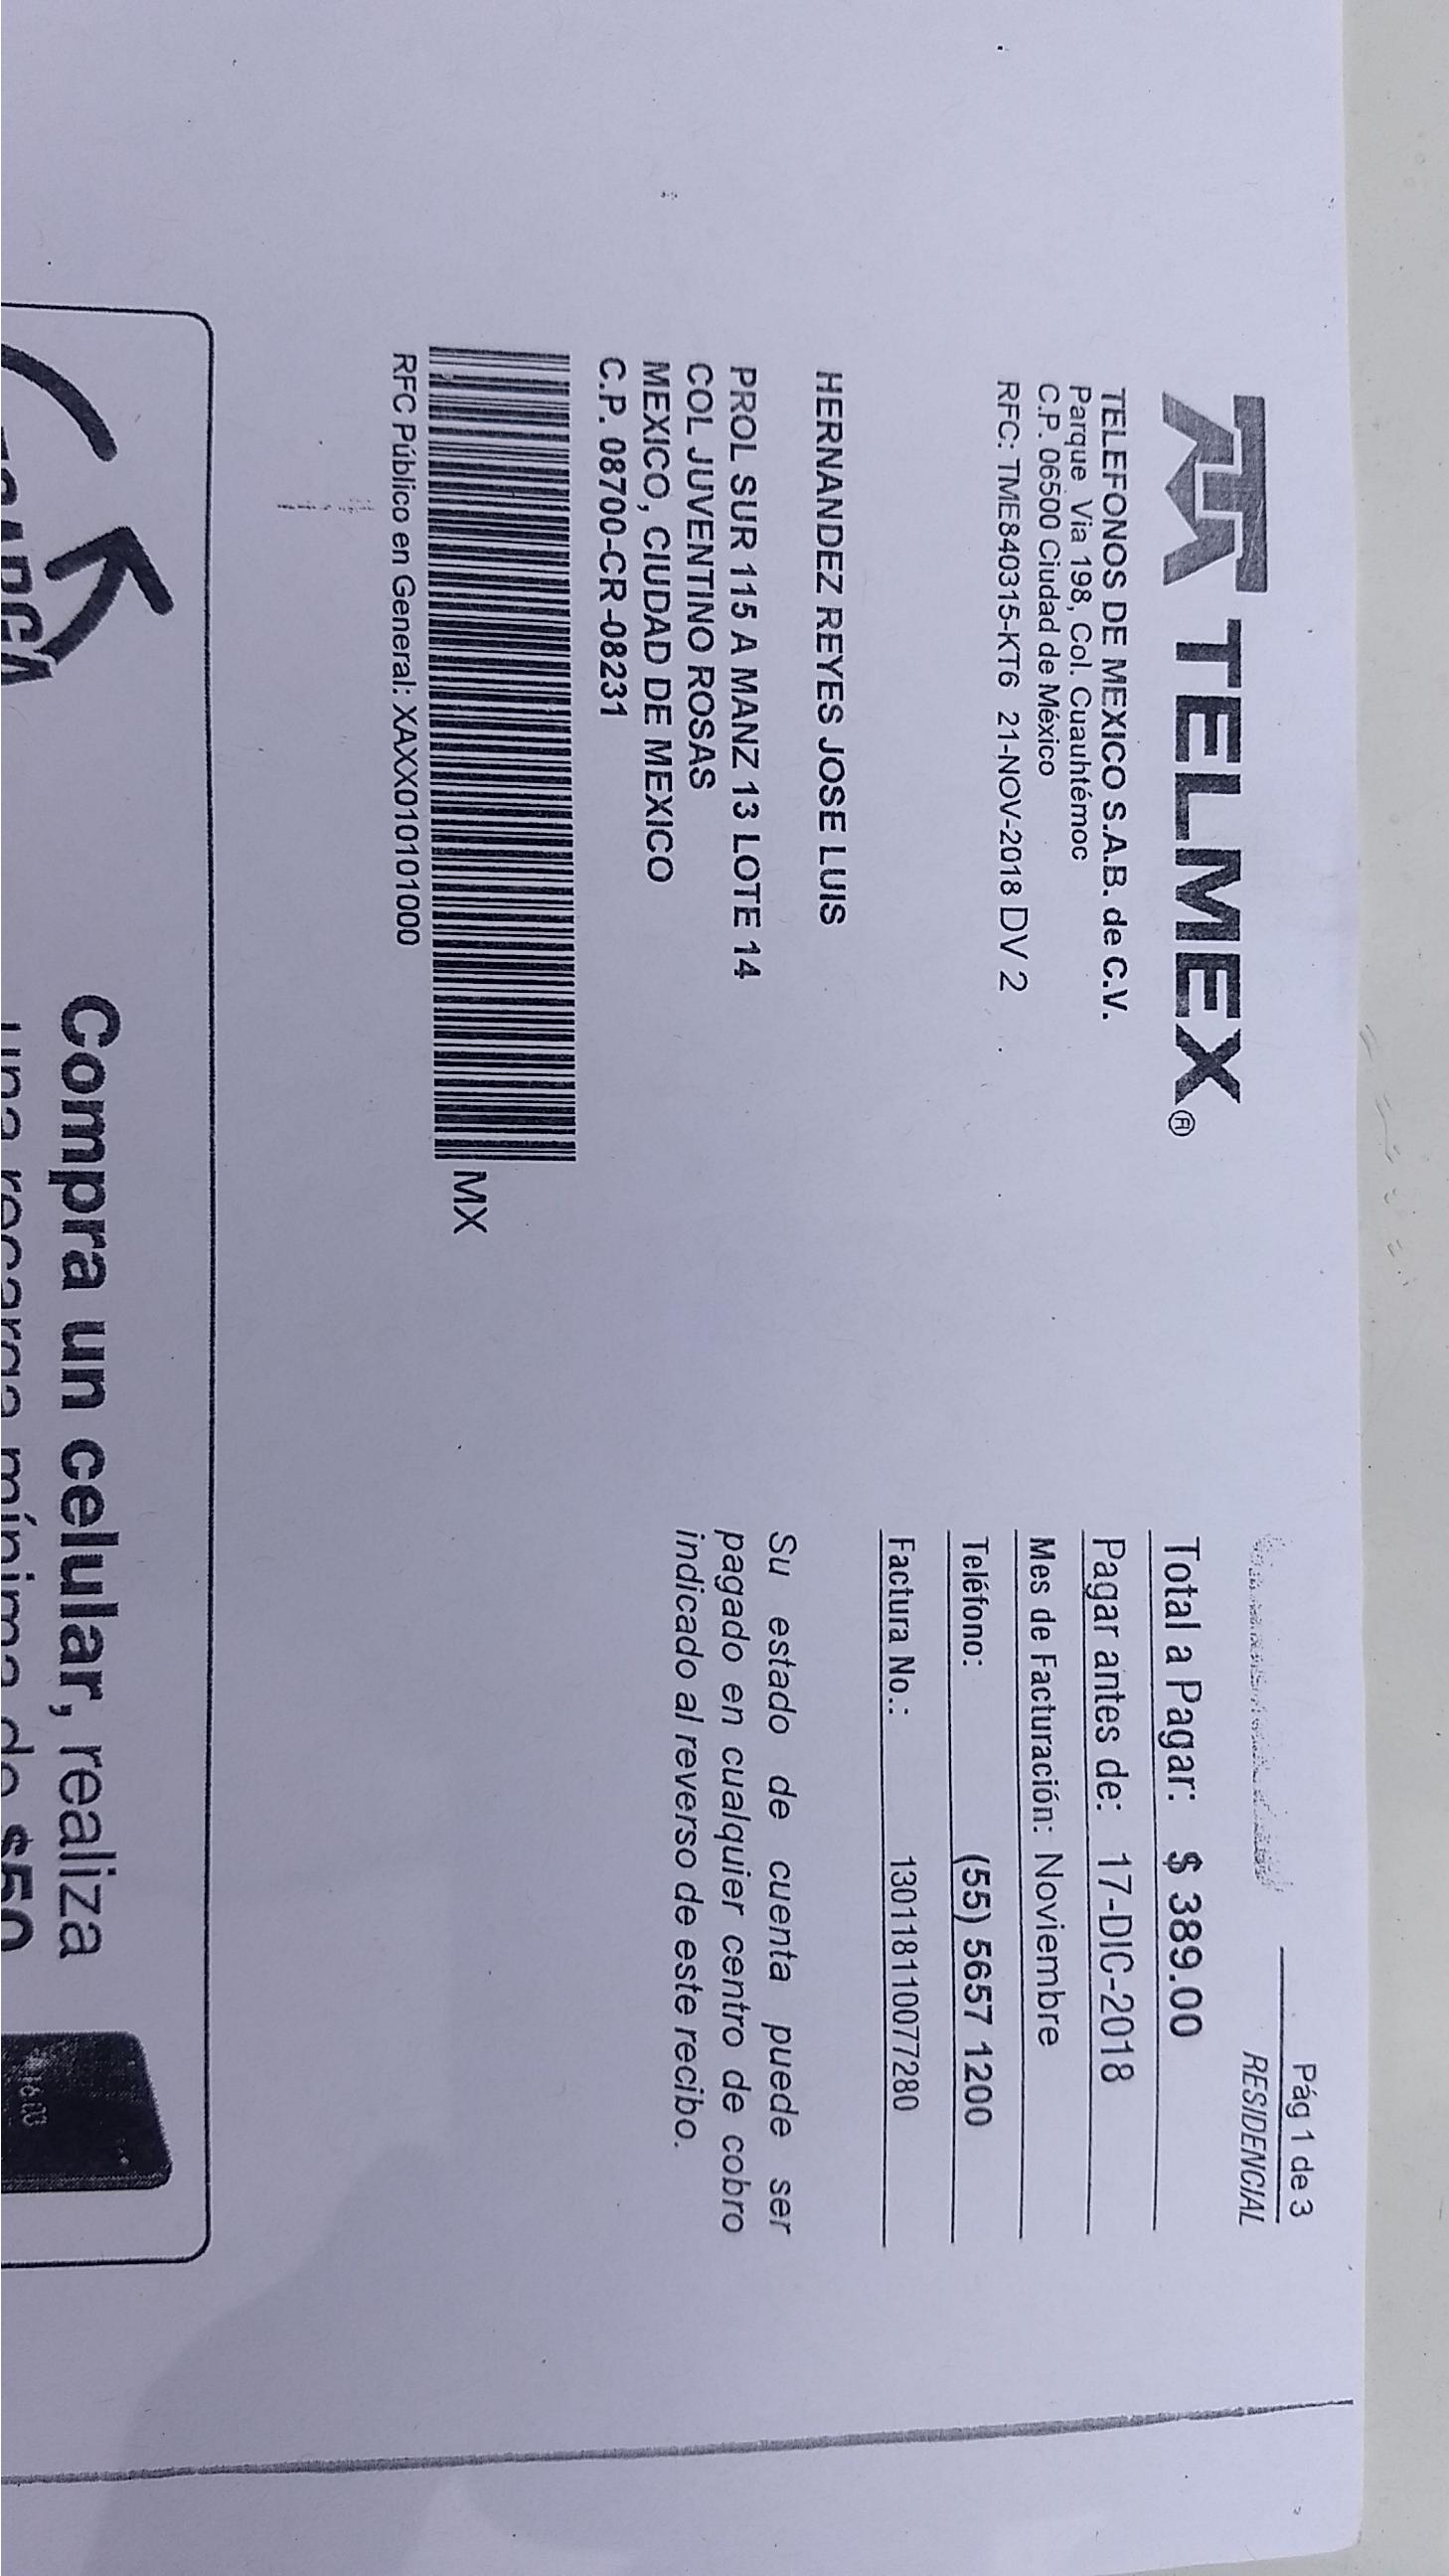 Pág 1 de 3
RESIDENCIAL
TELMEX®
TELEFONOS DE MEXICO S.A.B. de C.V.
Parque Via 198, Col. Cuauhtémoc
C.P. 06500 Ciudad de México
RFC: TME840315-KT6 21-NOV-2018 DV 2
HERNANDEZ REYES JOSE LUIS
PROL SUR 115 A MANZ 13 LOTE 14
COL JUVENTINO ROSAS
MEXICO, CIUDAD DE MEXICO
C.P. 08700-CR-08231
MX
RFC Público en General: XAXX010101000
Total a Pagar: $ 389.00
Pagar antes de: 17-DIC-2018
Mes de Facturación: Noviembre
Teléfono: (55) 5657 1200
Factura No.: 130118110077280
Su estado de cuenta puede ser
pagado en cualquier centro de cobro
indicado al reverso de este recibo.
Compra un celular, realiza
una recarga mínima de $50
16:00